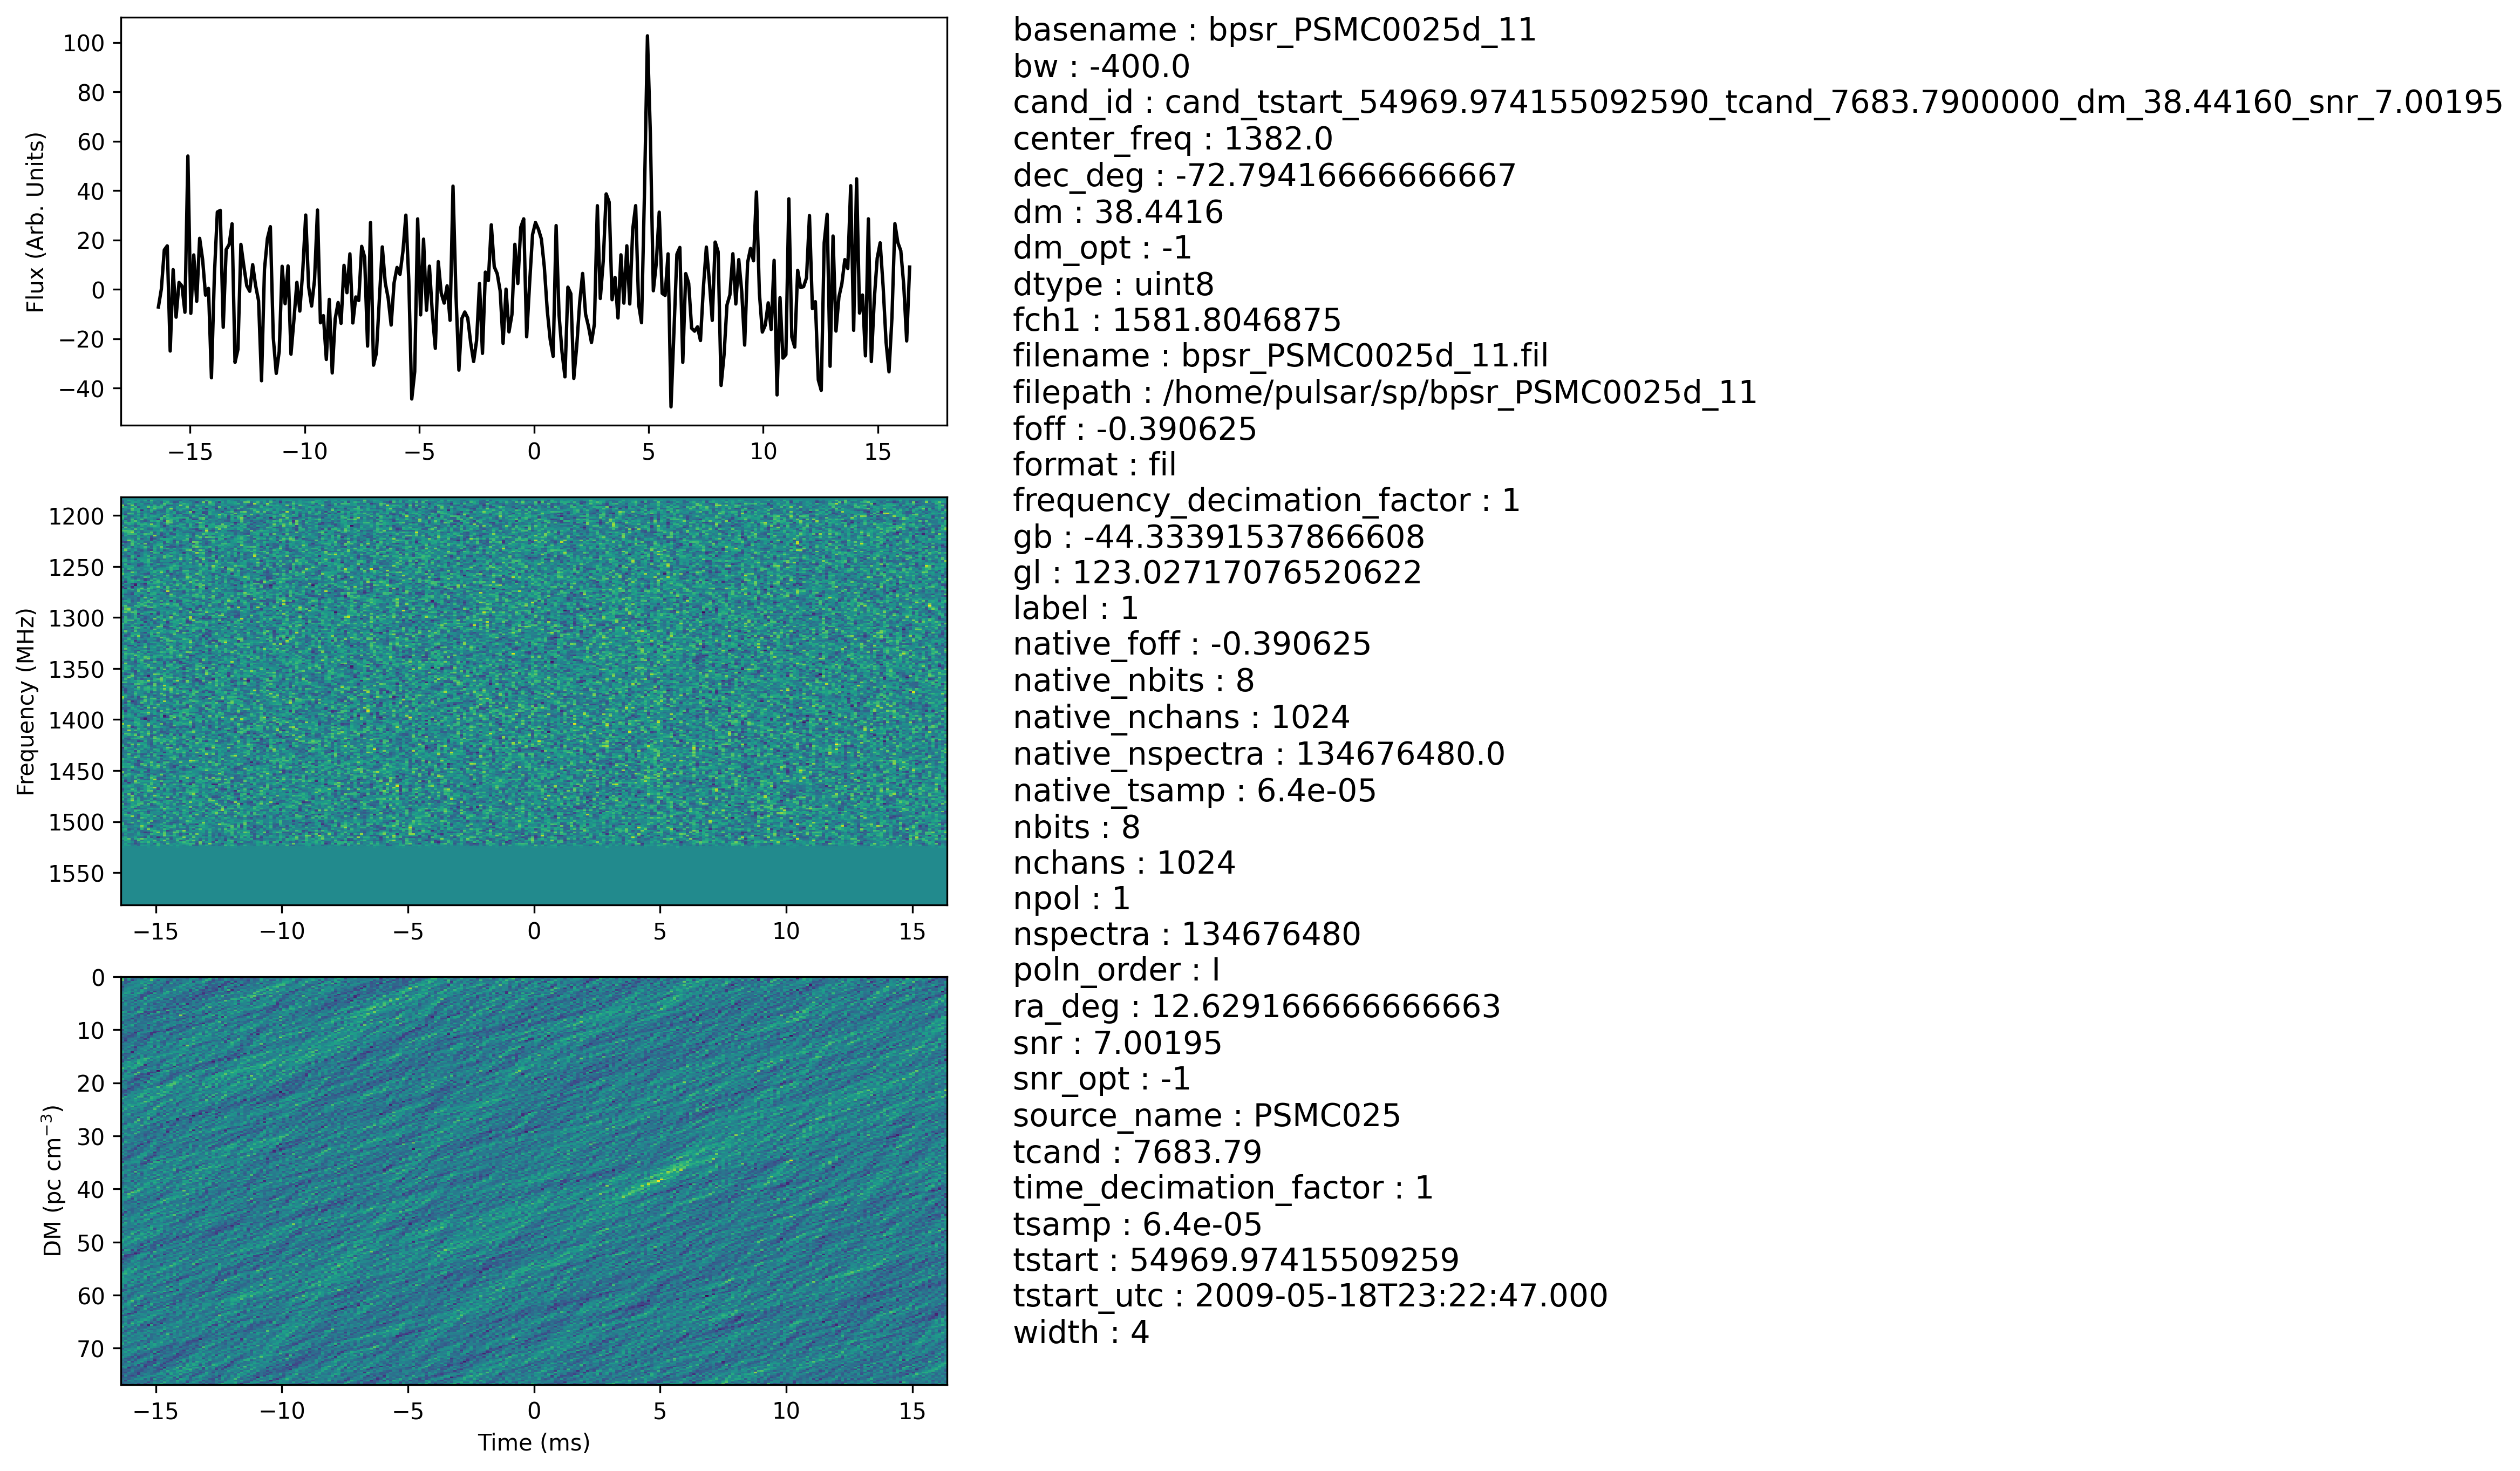 100
80
60
40
20
0
−20
−40
Flux (Arb. Units)
−15 −10 −5 0 5 10 15
1200
1250
1300
1350
1400
1450
1500
1550
Frequency (MHz)
−15 −10 −5 0 5 10 15
0
10
20
30
40
50
60
70
DM (pc cm⁻³)
−15 −10 −5 0 5 10 15
Time (ms)
basename : bpsr_PSMC0025d_11
bw : -400.0
cand_id : cand_tstart_54969.974155092590_tcand_7683.7900000_dm_38.44160_snr_7.00195
center_freq : 1382.0
dec_deg : -72.79416666666667
dm : 38.4416
dm_opt : -1
dtype : uint8
fch1 : 1581.8046875
filename : bpsr_PSMC0025d_11.fil
filepath : /home/pulsar/sp/bpsr_PSMC0025d_11
foff : -0.390625
format : fil
frequency_decimation_factor : 1
gb : -44.33391537866608
gl : 123.02717076520622
label : 1
native_foff : -0.390625
native_nbits : 8
native_nchans : 1024
native_nspectra : 134676480.0
native_tsamp : 6.4e-05
nbits : 8
nchans : 1024
npol : 1
nspectra : 134676480
poln_order : I
ra_deg : 12.629166666666663
snr : 7.00195
snr_opt : -1
source_name : PSMC025
tcand : 7683.79
time_decimation_factor : 1
tsamp : 6.4e-05
tstart : 54969.97415509259
tstart_utc : 2009-05-18T23:22:47.000
width : 4